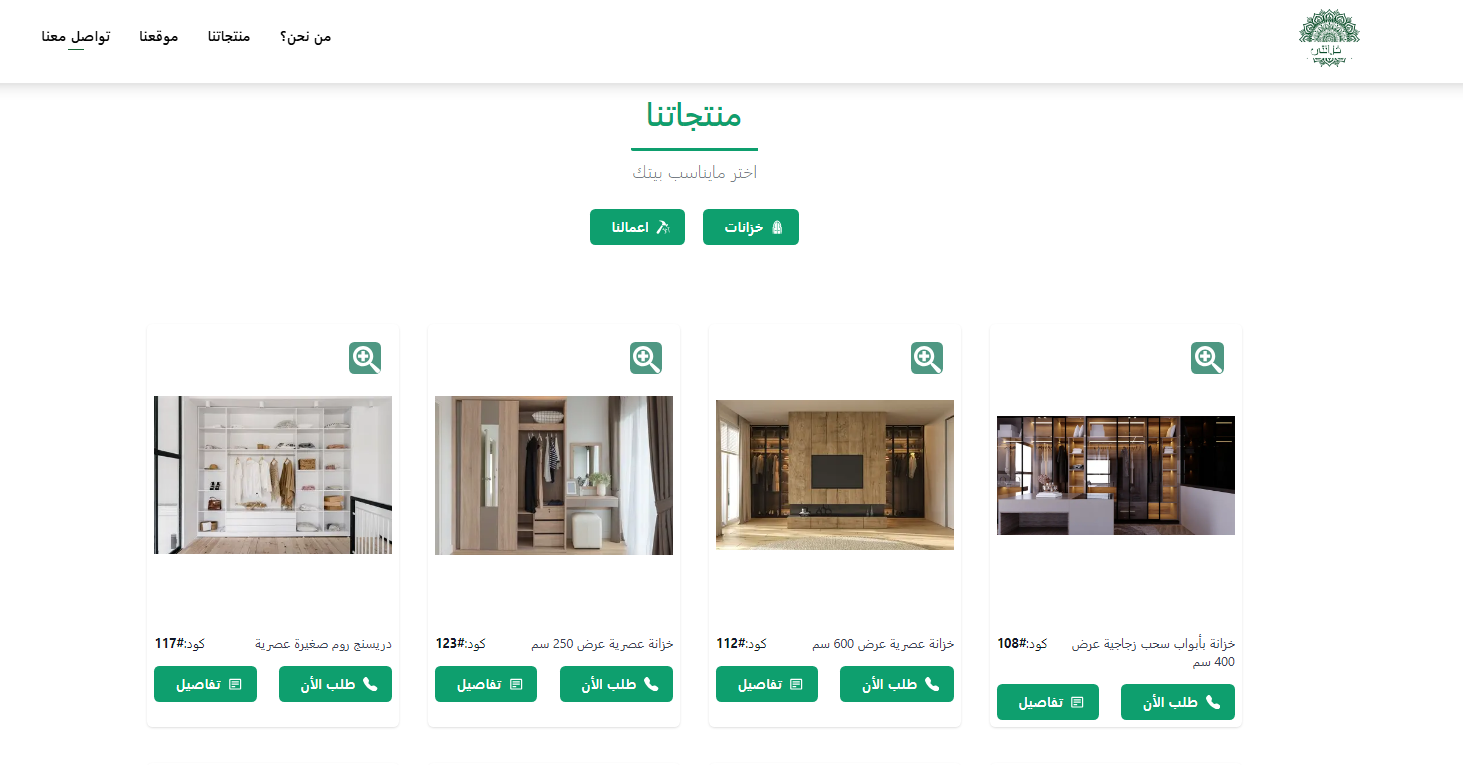 من نحن؟
منتجاتنا
موقعنا
تواصل معنا
منتجاتنا
اختر مايناسب بيتك
خزانات
اعمالنا
خزانة بأبواب سحب زجاجية عرض
400 سم
كود:#108
طلب الأن
تفاصيل
خزانة عصرية عرض 600 سم
كود:#112
طلب الأن
تفاصيل
خزانة عصرية عرض 250 سم
كود:#123
طلب الأن
تفاصيل
دريسنج روم صغيرة عصرية
كود:#117
طلب الأن
تفاصيل